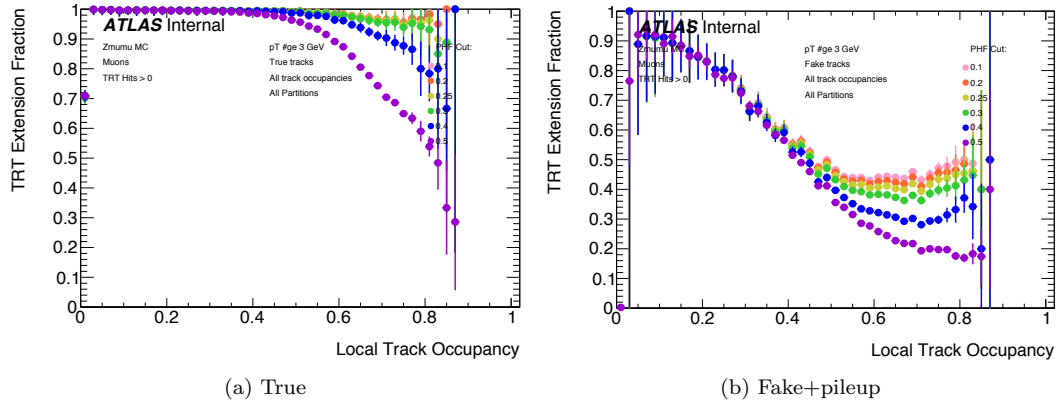 TRT Extension Fraction
1
0.9
0.8
0.7
0.6
0.5
0.4
0.3
0.2
0.1
0
ATLAS Internal
Zmumu MC
Muons
TRT Hits > 0
pT #ge 3 GeV
True tracks
All track occupancies
All Partitions
PHF Cut:
0.1
0.2
0.25
0.3
0.4
0.5
0 0.2 0.4 0.6 0.8 1
Local Track Occupancy
(a) True
TRT Extension Fraction
1
0.9
0.8
0.7
0.6
0.5
0.4
0.3
0.2
0.1
0
ATLAS Internal
Zmumu MC
Muons
TRT Hits > 0
pT #ge 3 GeV
Fake tracks
All track occupancies
All Partitions
PHF Cut:
0.1
0.2
0.25
0.3
0.4
0.5
0 0.2 0.4 0.6 0.8 1
Local Track Occupancy
(b) Fake+pileup